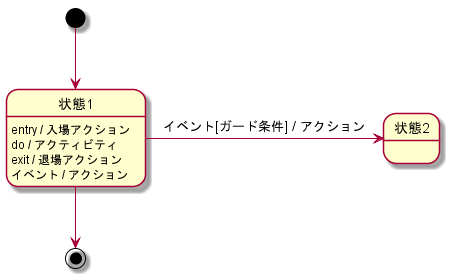 状態1
entry / 入場アクション
do / アクティビティ
exit / 退場アクション
イベント / アクション
イベント[ガード条件] / アクション
状態2